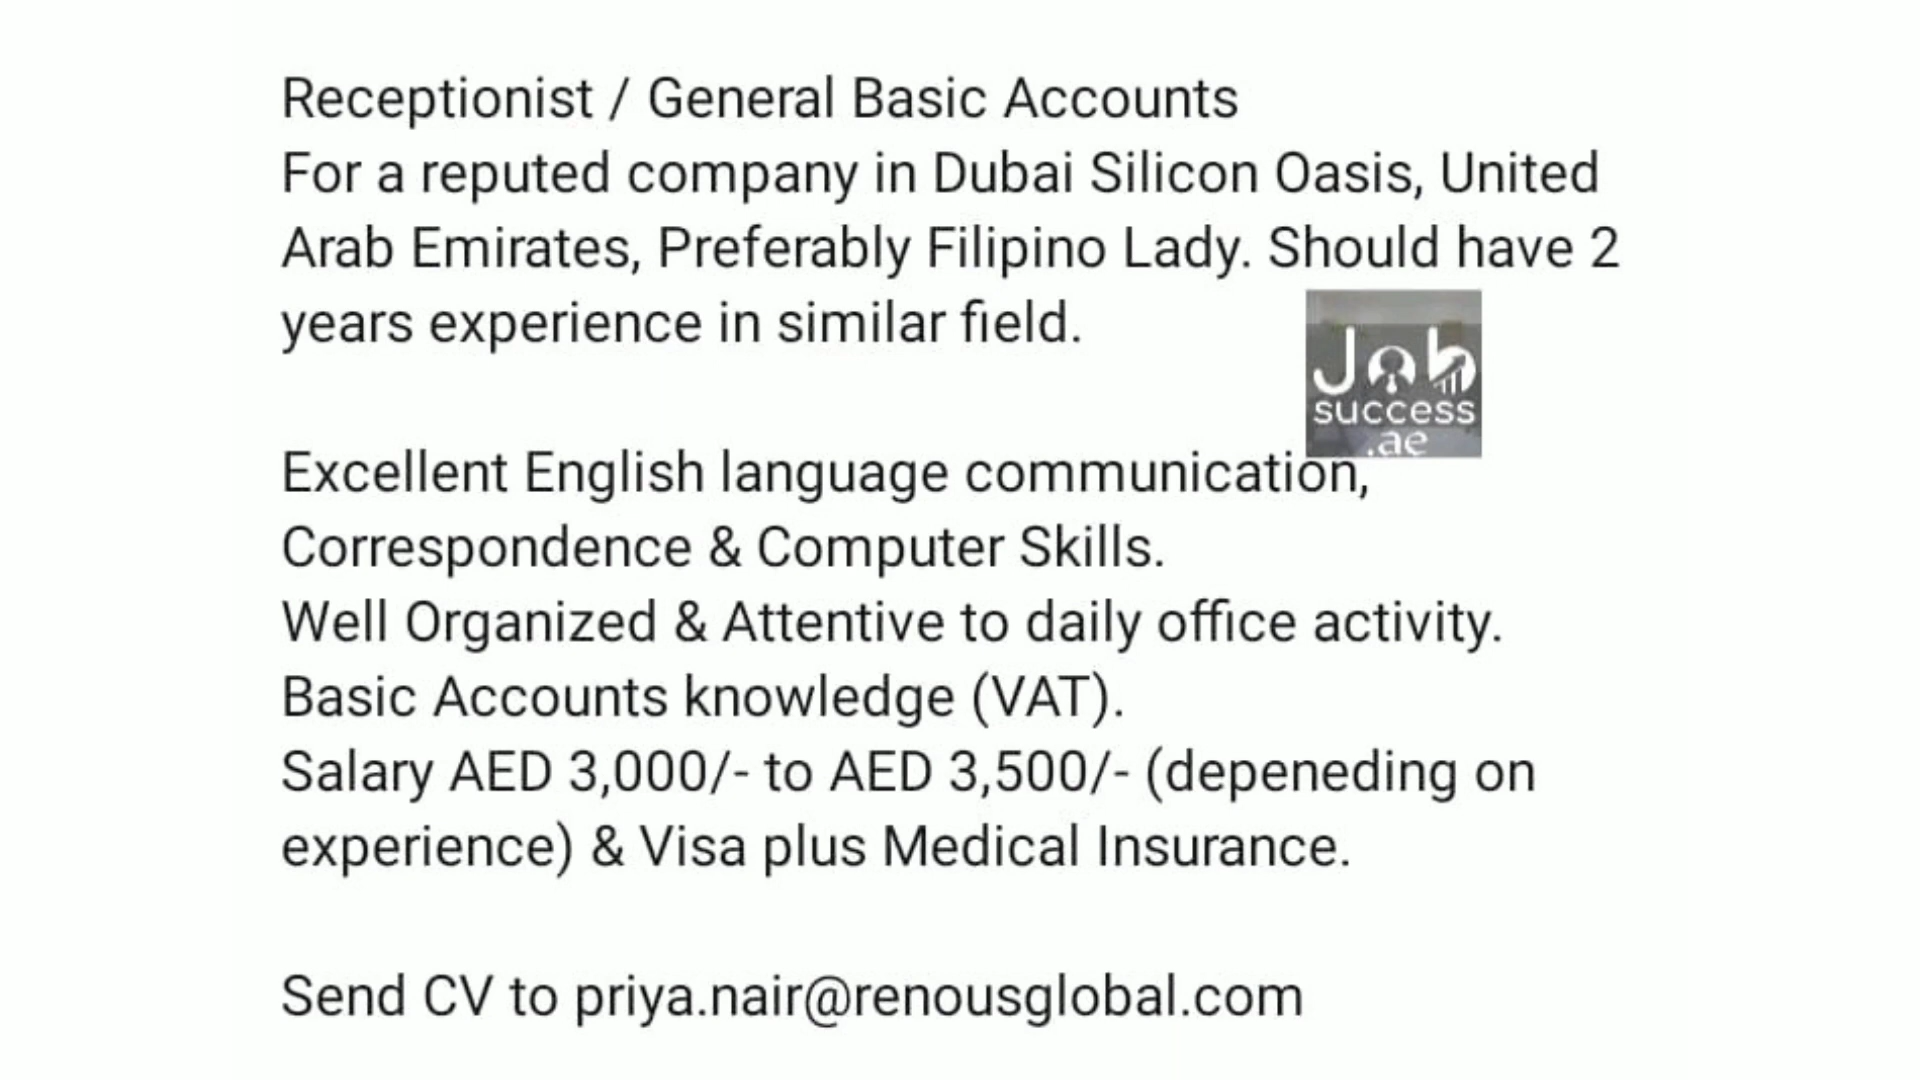 Receptionist / General Basic Accounts
For a reputed company in Dubai Silicon Oasis, United
Arab Emirates, Preferably Filipino Lady. Should have 2
years experience in similar field.
Job
success
.ae
Excellent English language communication,
Correspondence & Computer Skills.
Well Organized & Attentive to daily office activity.
Basic Accounts knowledge (VAT).
Salary AED 3,000/- to AED 3,500/- (depeneding on
experience) & Visa plus Medical Insurance.
Send CV to priya.nair@renousglobal.com